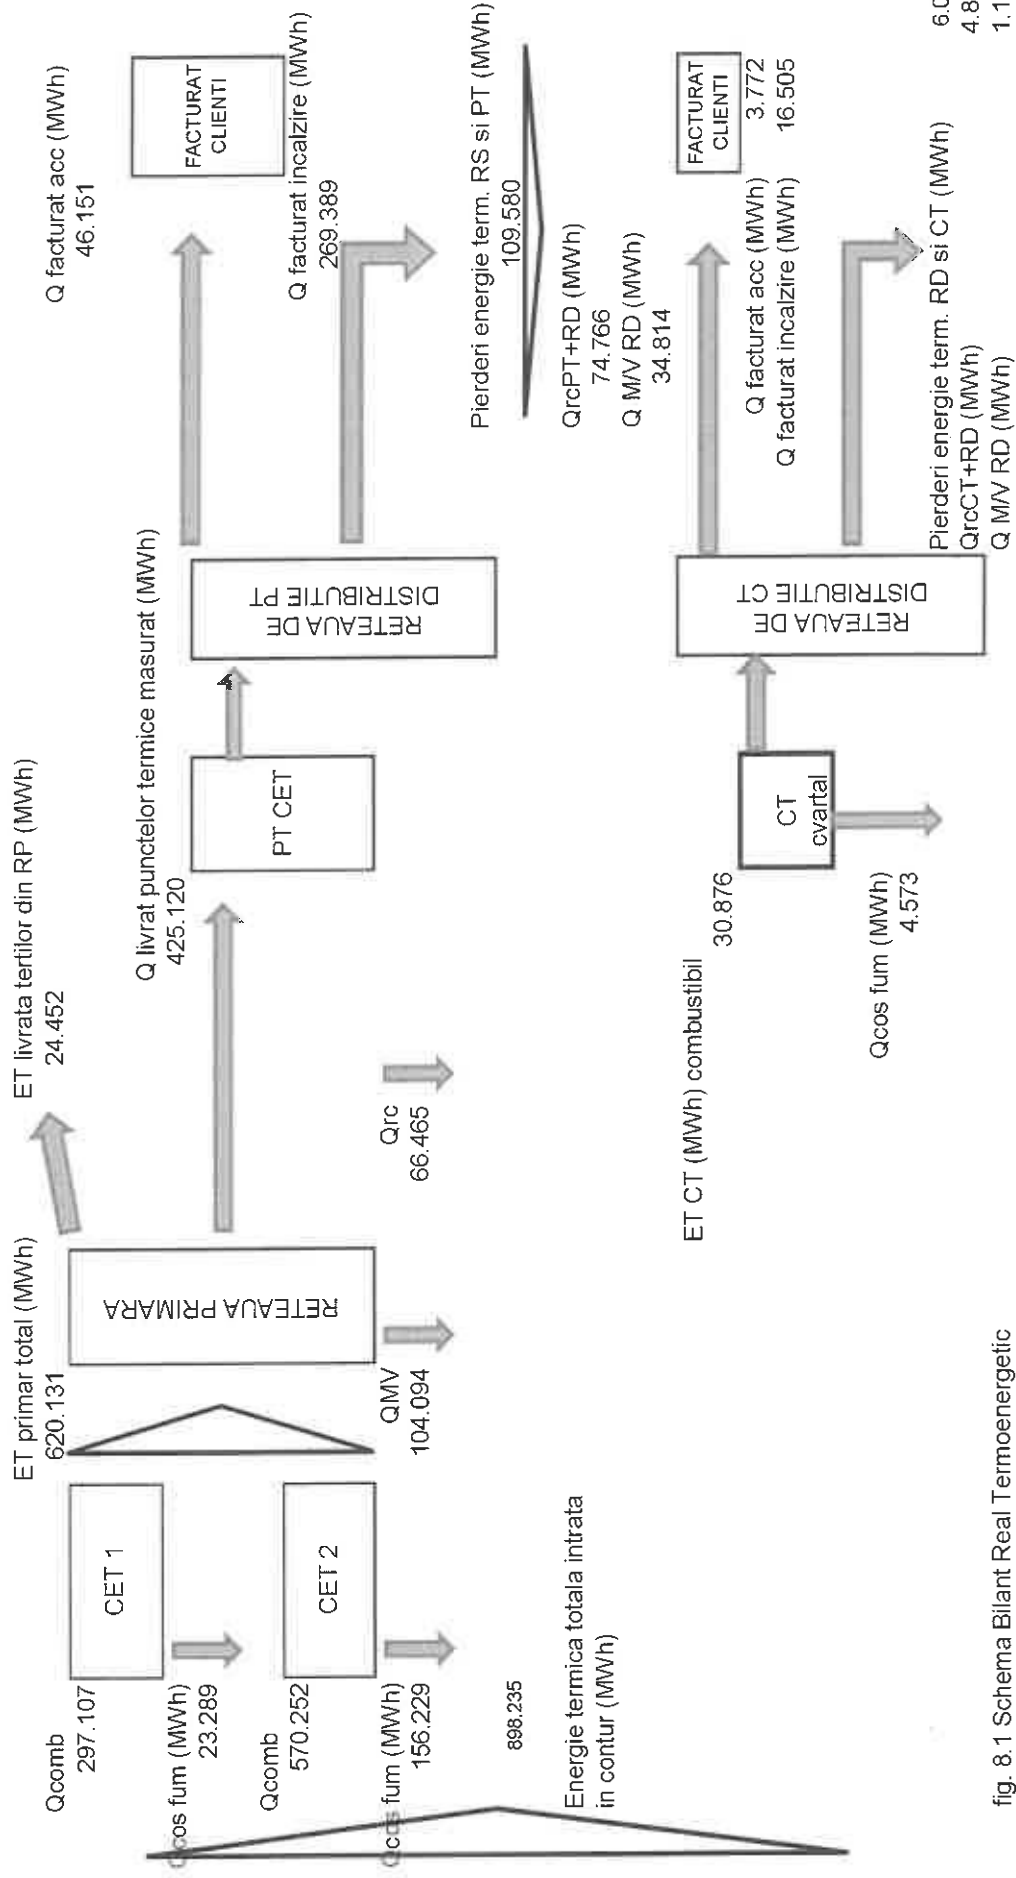 Qcomb
297.107
Qcos fum (MWh)
23.289
Qcomb
570.252
Qcos fum (MWh)
156.229
898.235
Energie termica totala intrata
in contur (MWh)
CET 1
CET 2
ET primar total (MWh)
620.131
RETEAUA PRIMARA
QMV
104.094
ET livrata tertilor din RP (MWh)
24.452
Qrc
66.465
Q livrat punctelor termice masurat (MWh)
425.120
PT CET
RETEAUA DE
DISTRIBUTIE PT
Q facturat acc (MWh)
46.151
FACTURAT
CLIENTI
Q facturat incalzire (MWh)
269.389
Pierderi energie term. RS si PT (MWh)
109.580
QrcPT+RD (MWh)
74.766
Q M/V RD (MWh)
34.814
ET CT (MWh) combustibil
30.876
CT
cvartal
Qcos fum (MWh)
4.573
RETEAUA DE
DISTRIBUTIE CT
FACTURAT
CLIENTI
Q facturat acc (MWh) 3.772
Q facturat incalzire (MWh) 16.505
Pierderi energie term. RD si CT (MWh) 6.0
QrcCT+RD (MWh) 4.8
Q M/V RD (MWh) 1.1
fig. 8.1 Schema Bilant Real Termoenergetic